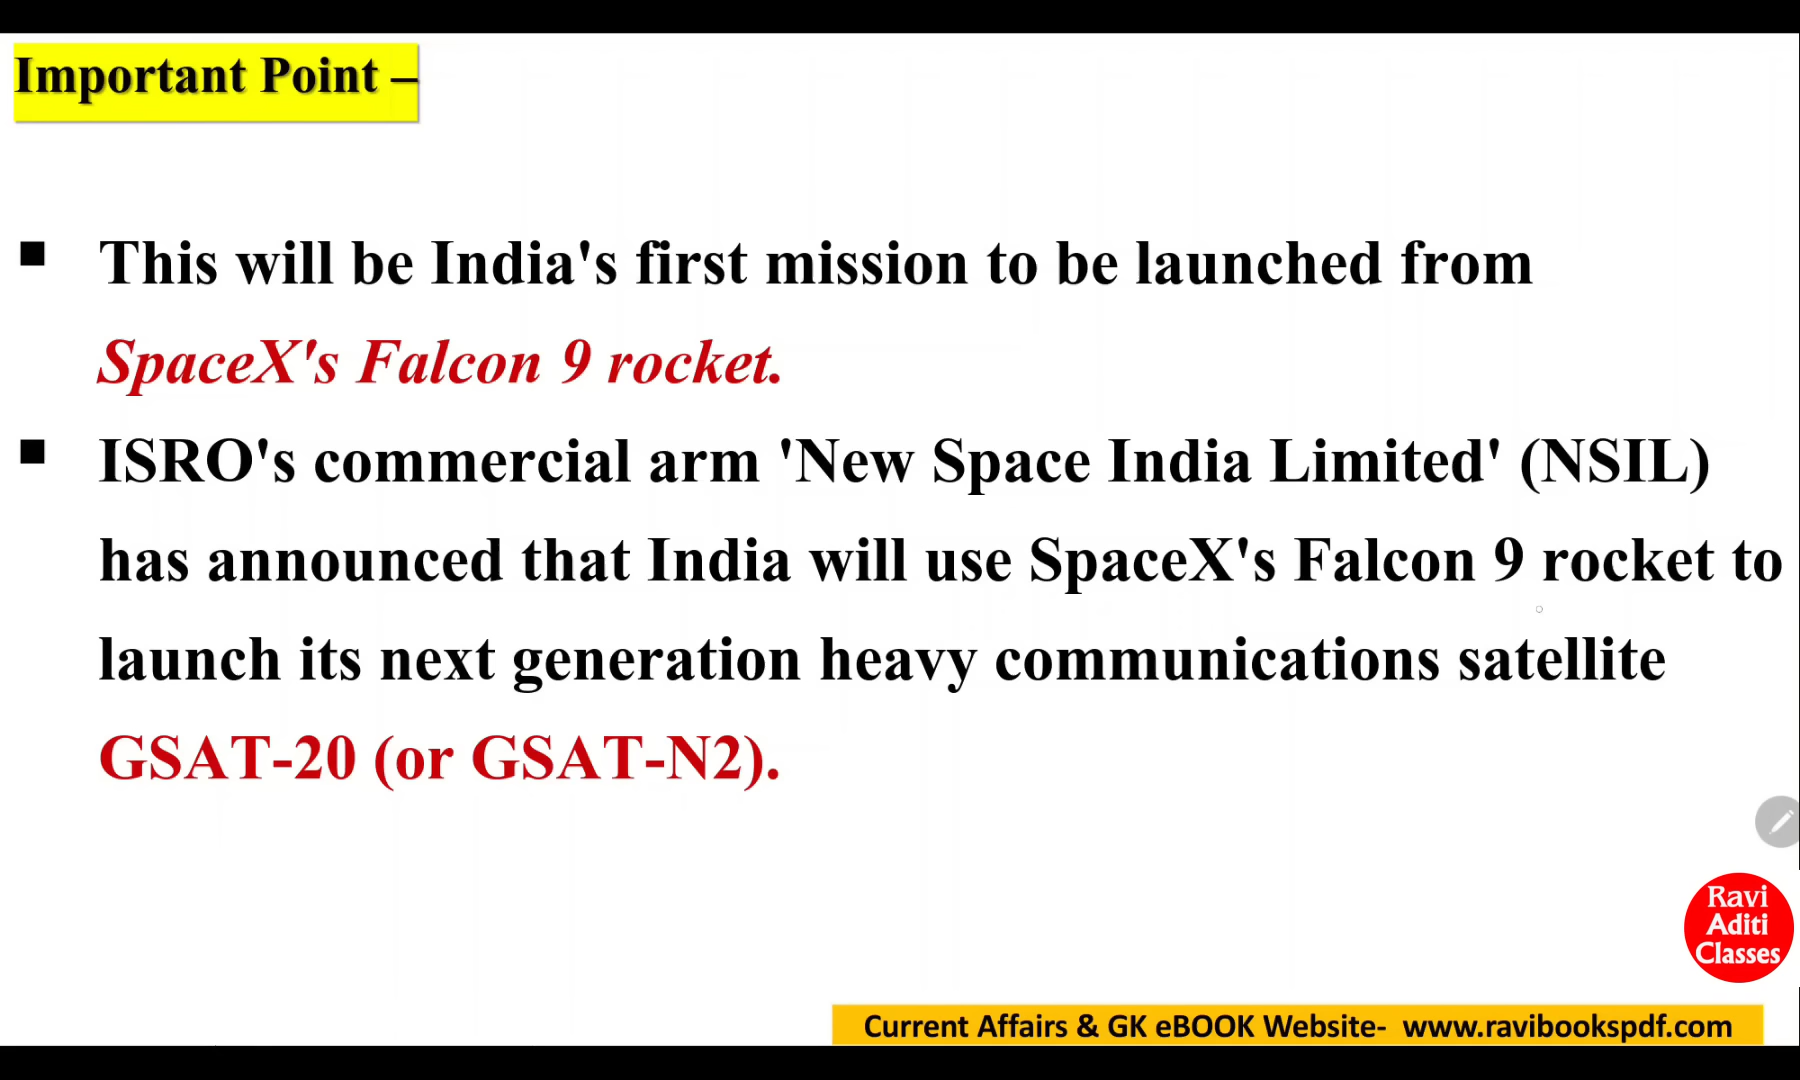 Important Point –
▪ This will be India's first mission to be launched from
SpaceX's Falcon 9 rocket.
▪ ISRO's commercial arm 'New Space India Limited' (NSIL)
has announced that India will use SpaceX's Falcon 9 rocket to
launch its next generation heavy communications satellite
GSAT-20 (or GSAT-N2).
Ravi
Aditi
Classes
Current Affairs & GK eBOOK Website- www.ravibookspdf.com